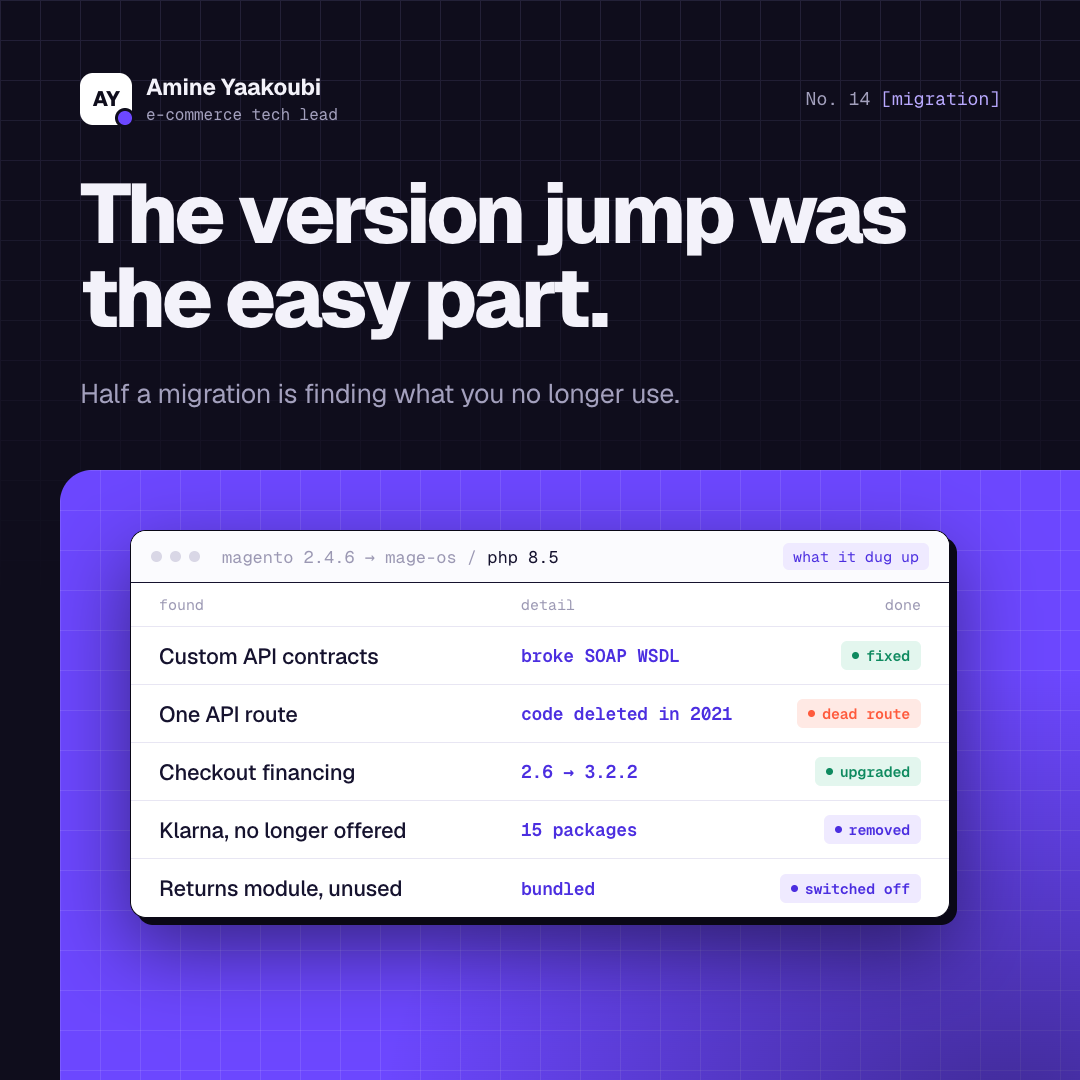 AY
Amine Yaakoubi
e-commerce tech lead
No. 14 [migration]
The version jump was
the easy part.
Half a migration is finding what you no longer use.
magento 2.4.6 → mage-os / php 8.5
what it dug up
found detail done
Custom API contracts broke SOAP WSDL fixed
One API route code deleted in 2021 dead route
Checkout financing 2.6 → 3.2.2 upgraded
Klarna, no longer offered 15 packages removed
Returns module, unused bundled switched off